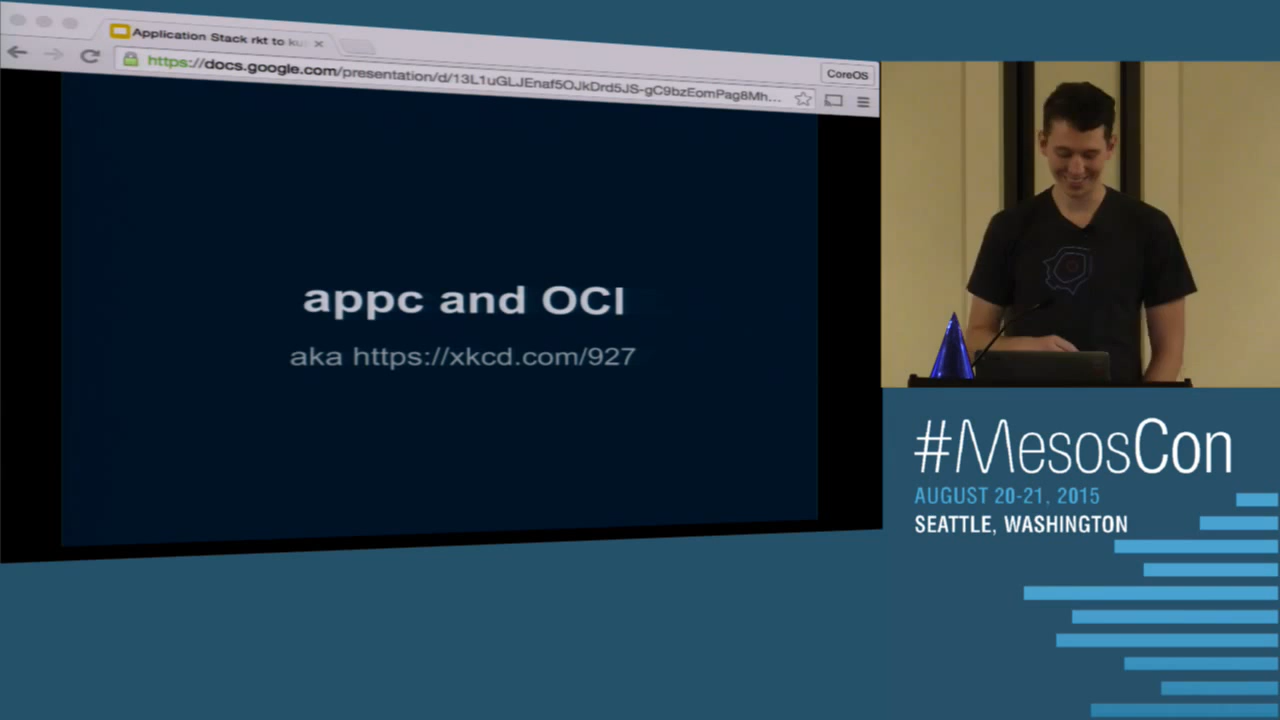 Application Stack rkt to ku
https://docs.google.com/presentation/d/13L1uGLJEnaf5OJkDrd5JS-gC9bzEomPag8Mh...
CoreOS
appc and OCI
aka https://xkcd.com/927
#MesosCon
AUGUST 20-21, 2015
SEATTLE, WASHINGTON